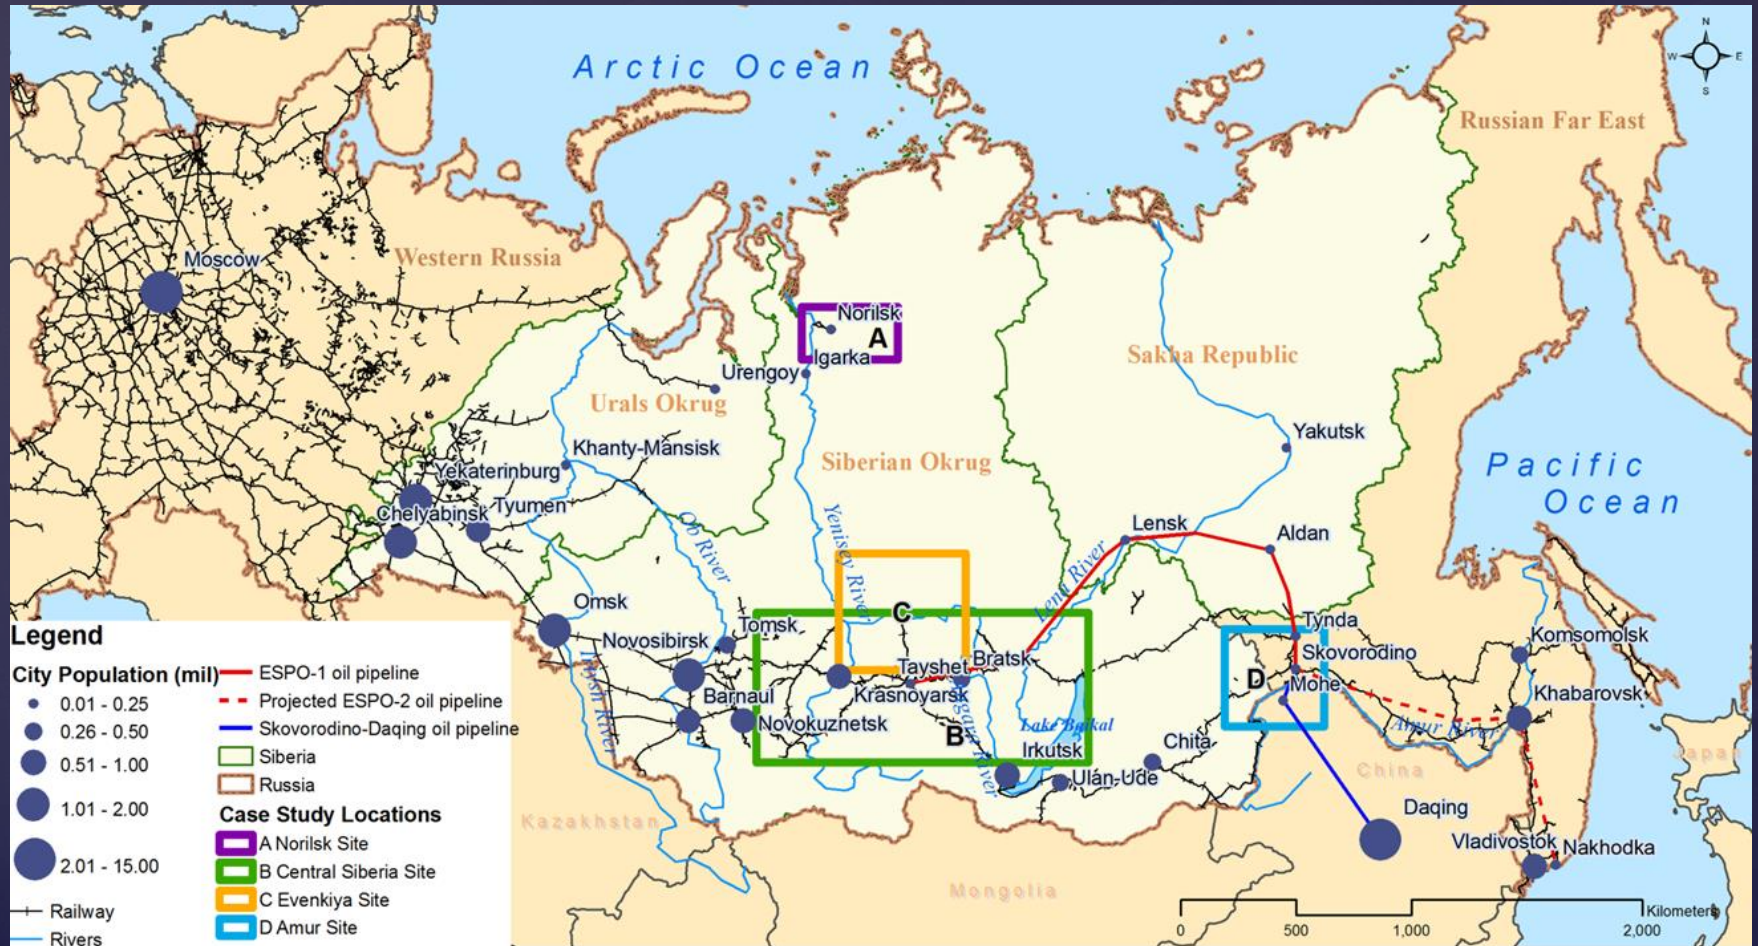 Arctic Ocean
N
W
E
S
Russian Far East
Moscow
Western Russia
Norilsk
A
Igarka
Urengoy
Sakha Republic
Urals Okrug
Yakutsk
Khanty-Mansisk
Siberian Okrug
Pacific
Ocean
Yekaterinburg
Tyumen
Chelyabinsk
Ob River
Yenisey River
Lensk
Aldan
Lena River
Omsk
C
Tomsk
Tynda
Novosibirsk
Bratsk
Tayshet
Skovorodino
Komsomolsk
D
Mohe
Krasnoyarsk
Barnaul
Khabarovsk
Novokuznetsk
Lake Baikal
Amur River
B
Irkutsk
Chita
China
Japan
Ulan-Ude
Kazakhstan
Daqing
Vladivostok
Nakhodka
Mongolia
Legend
City Population (mil)
0.01 - 0.25
0.26 - 0.50
0.51 - 1.00
1.01 - 2.00
2.01 - 15.00
Railway
Rivers
ESPO-1 oil pipeline
Projected ESPO-2 oil pipeline
Skovorodino-Daqing oil pipeline
Siberia
Russia
Case Study Locations
A Norilsk Site
B Central Siberia Site
C Evenkiya Site
D Amur Site
Kilometers
0 500 1,000 2,000